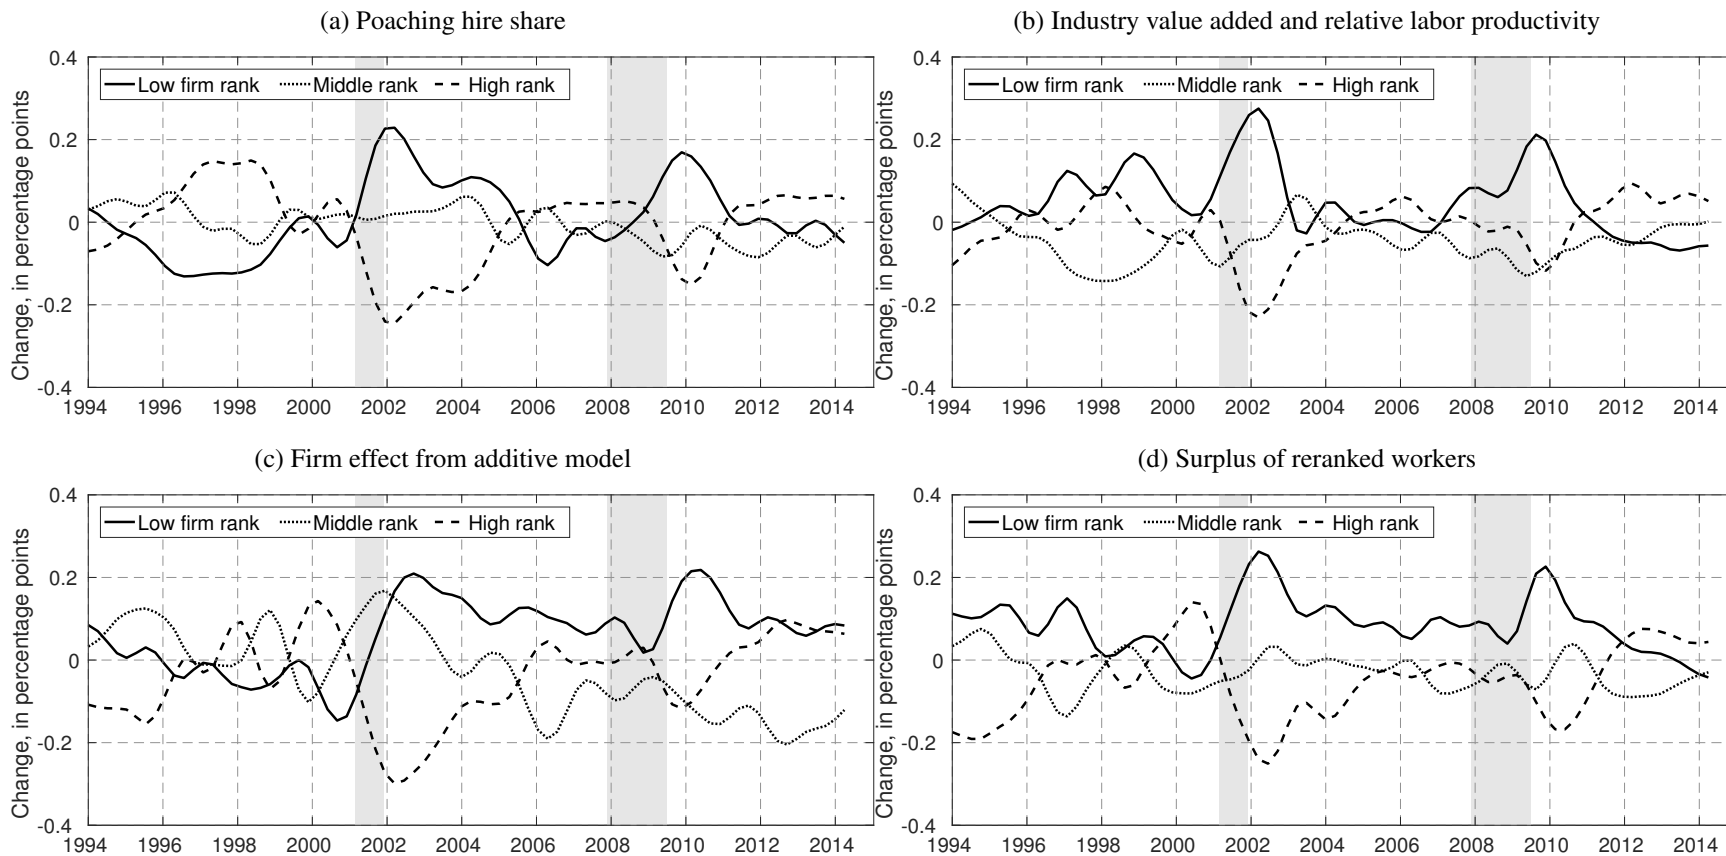 (a) Poaching hire share
Low firm rank Middle rank High rank
Change, in percentage points
0.4
0.2
0
-0.2
-0.4
1994 1996 1998 2000 2002 2004 2006 2008 2010 2012 2014
(b) Industry value added and relative labor productivity
Low firm rank Middle rank High rank
Change, in percentage points
0.4
0.2
0
-0.2
-0.4
1994 1996 1998 2000 2002 2004 2006 2008 2010 2012 2014
(c) Firm effect from additive model
Low firm rank Middle rank High rank
Change, in percentage points
0.4
0.2
0
-0.2
-0.4
1994 1996 1998 2000 2002 2004 2006 2008 2010 2012 2014
(d) Surplus of reranked workers
Low firm rank Middle rank High rank
Change, in percentage points
0.4
0.2
0
-0.2
-0.4
1994 1996 1998 2000 2002 2004 2006 2008 2010 2012 2014